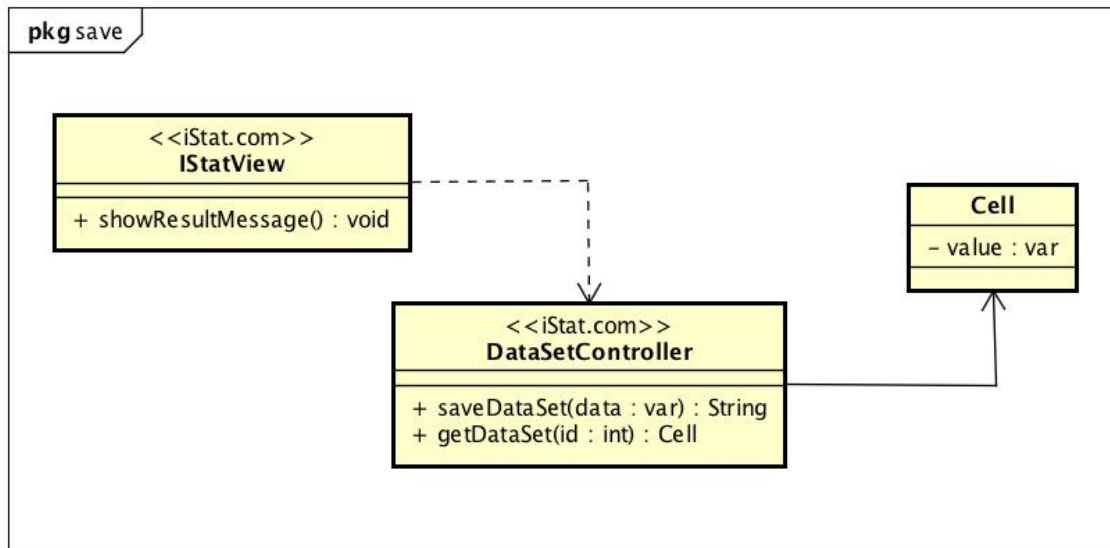 pkg save
<<iStat.com>>
IStatView
+ showResultMessage() : void
<<iStat.com>>
DataSetController
+ saveDataSet(data : var) : String
+ getDataSet(id : int) : Cell
Cell
- value : var